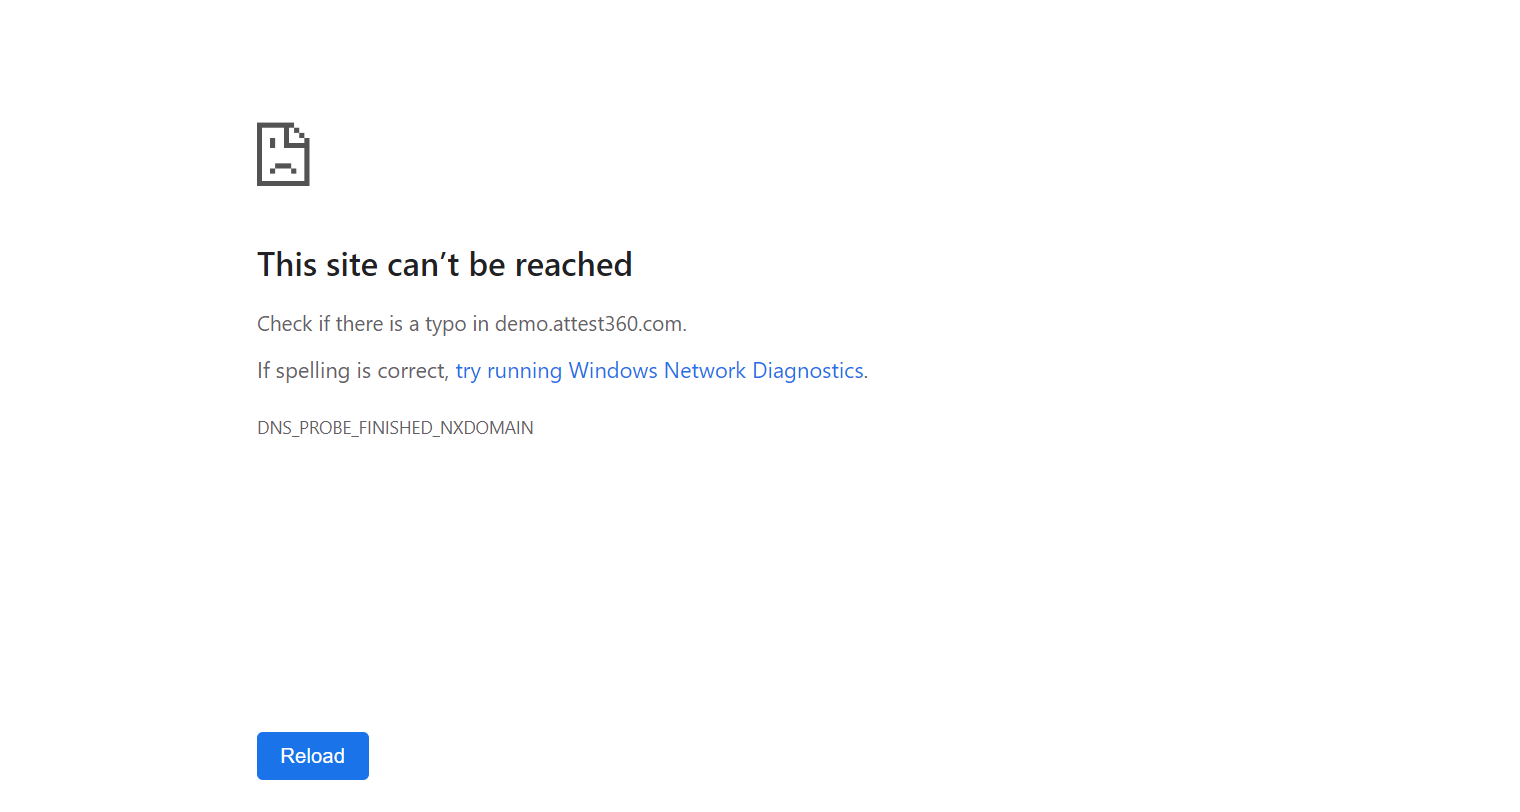 This site can’t be reached
Check if there is a typo in demo.attest360.com.
If spelling is correct, try running Windows Network Diagnostics.
DNS_PROBE_FINISHED_NXDOMAIN
Reload